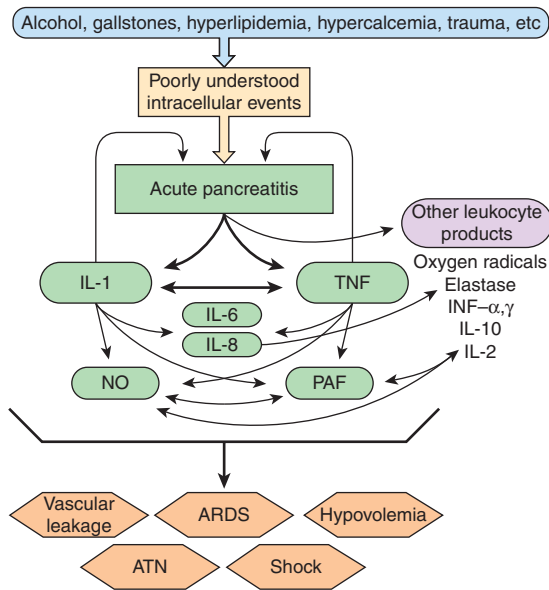 Alcohol, gallstones, hyperlipidemia, hypercalcemia, trauma, etc
Poorly understood
intracellular events
Acute pancreatitis
Other leukocyte
products
IL-1
TNF
Oxygen radicals
Elastase
INF–α,γ
IL-10
IL-2
IL-6
IL-8
NO
PAF
Vascular
leakage
ARDS
Hypovolemia
ATN
Shock